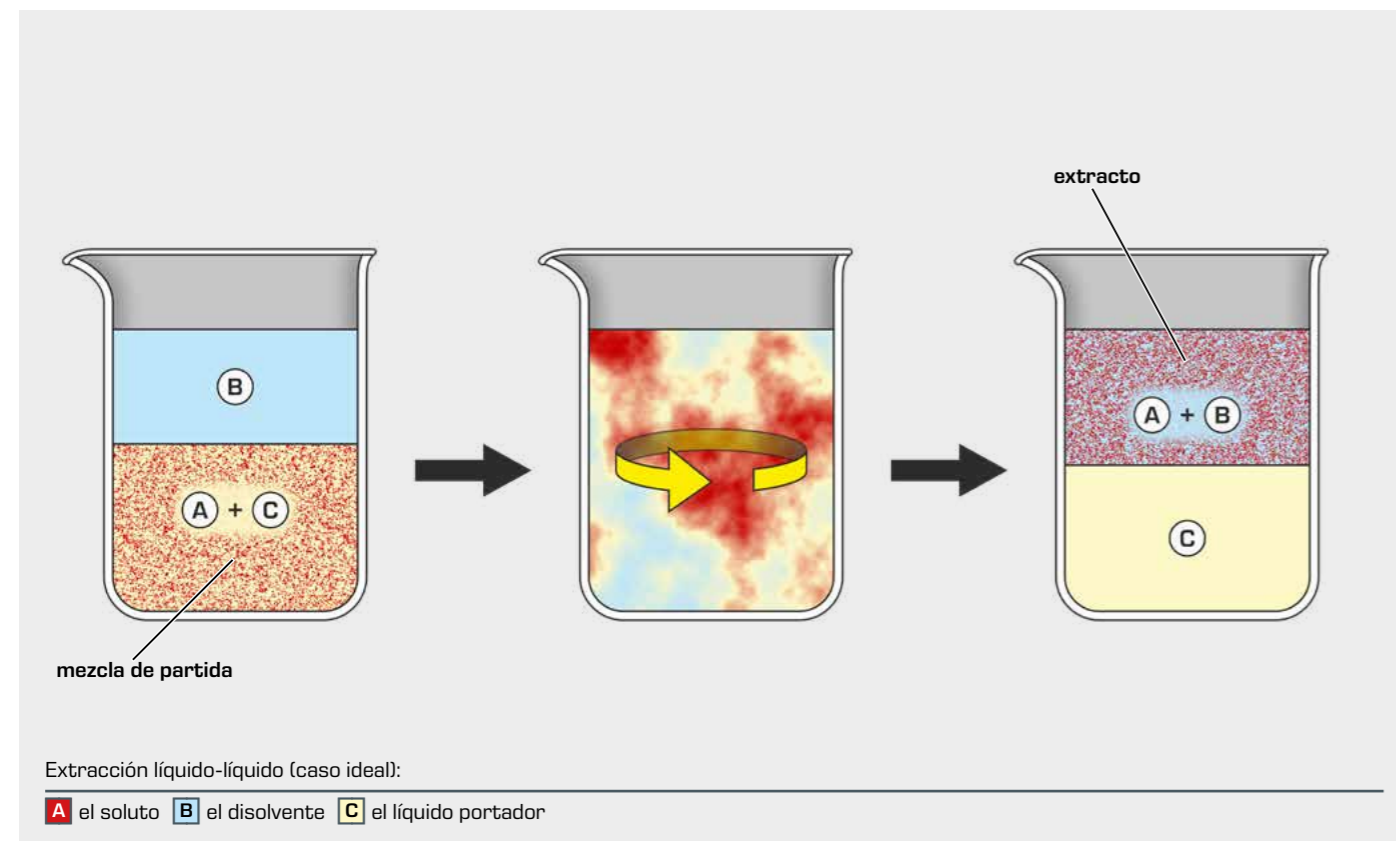 extracto
B
A + B
A + C
C
mezcla de partida
Extracción líquido-líquido (caso ideal):
A el soluto B el disolvente C el líquido portador